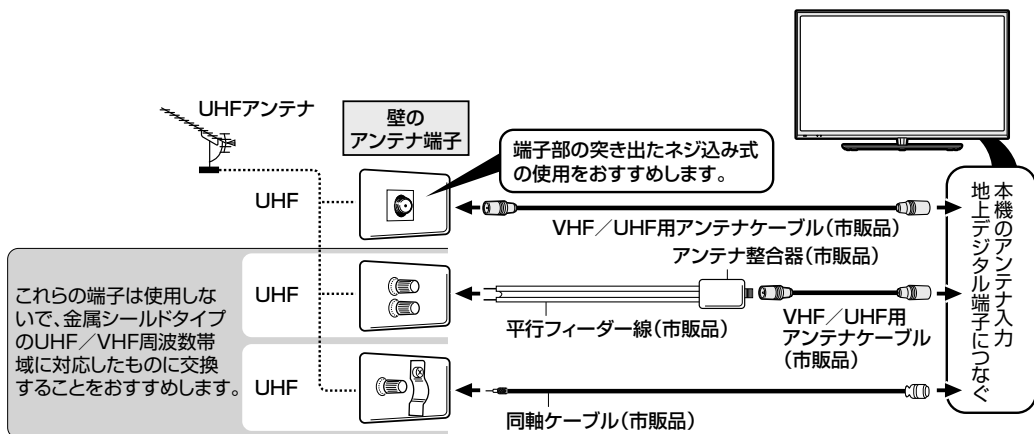 UHFアンテナ
壁の
アンテナ端子
端子部の突き出たネジ込み式
の使用をおすすめします。
UHF
VHF／UHF用アンテナケーブル（市販品）
アンテナ整合器（市販品）
これらの端子は使用しな
いで、金属シールドタイプ
のUHF／VHF周波数帯
域に対応したものに交換
することをおすすめします。
UHF
平行フィーダー線（市販品）
VHF／UHF用
アンテナケーブル
（市販品）
UHF
同軸ケーブル（市販品）
本機のアンテナ入力
地上デジタル端子につなぐ